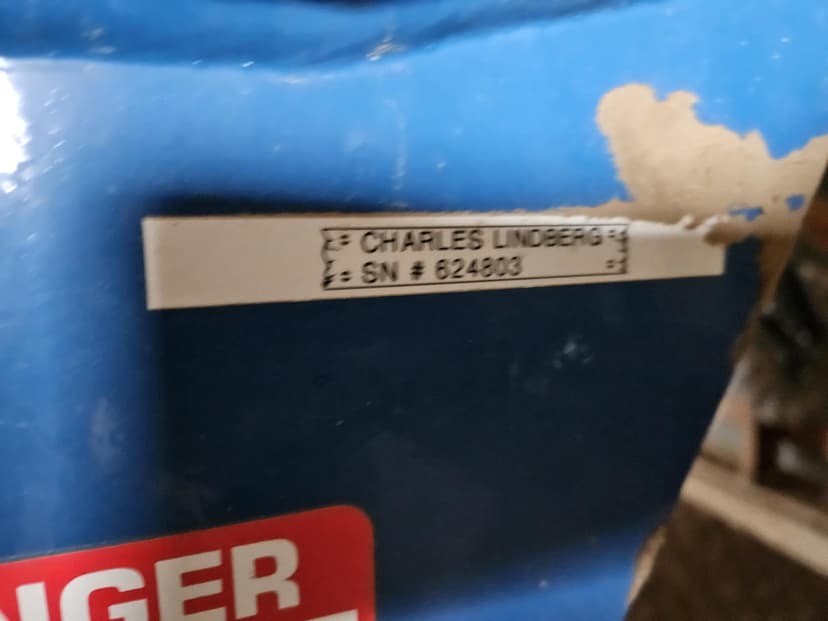 CHARLES LINDBERG
SN # 624803
NGER